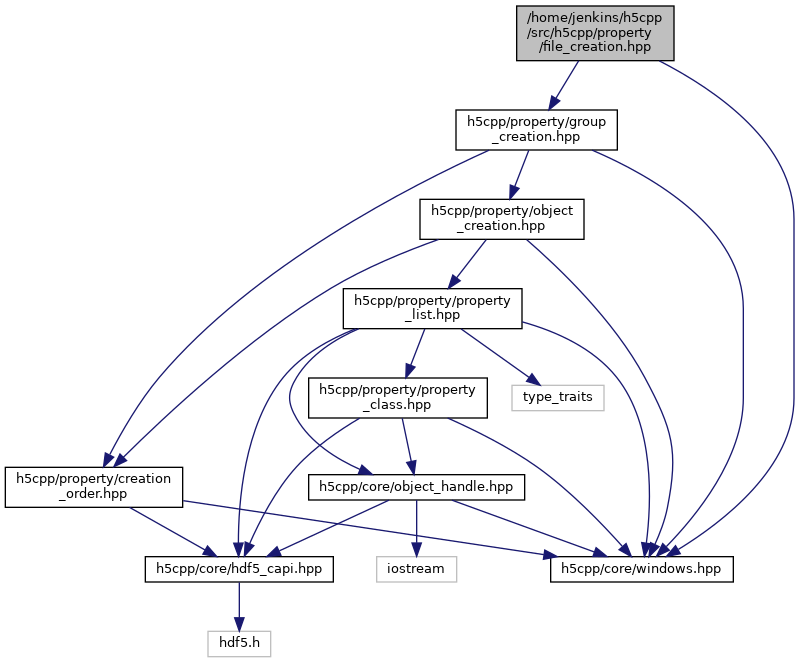 /home/jenkins/h5cpp
/src/h5cpp/property
/file_creation.hpp
h5cpp/property/group
_creation.hpp
h5cpp/property/object
_creation.hpp
h5cpp/property/property
_list.hpp
h5cpp/property/property
_class.hpp
type_traits
h5cpp/property/creation
_order.hpp
h5cpp/core/object_handle.hpp
h5cpp/core/hdf5_capi.hpp
iostream
h5cpp/core/windows.hpp
hdf5.h